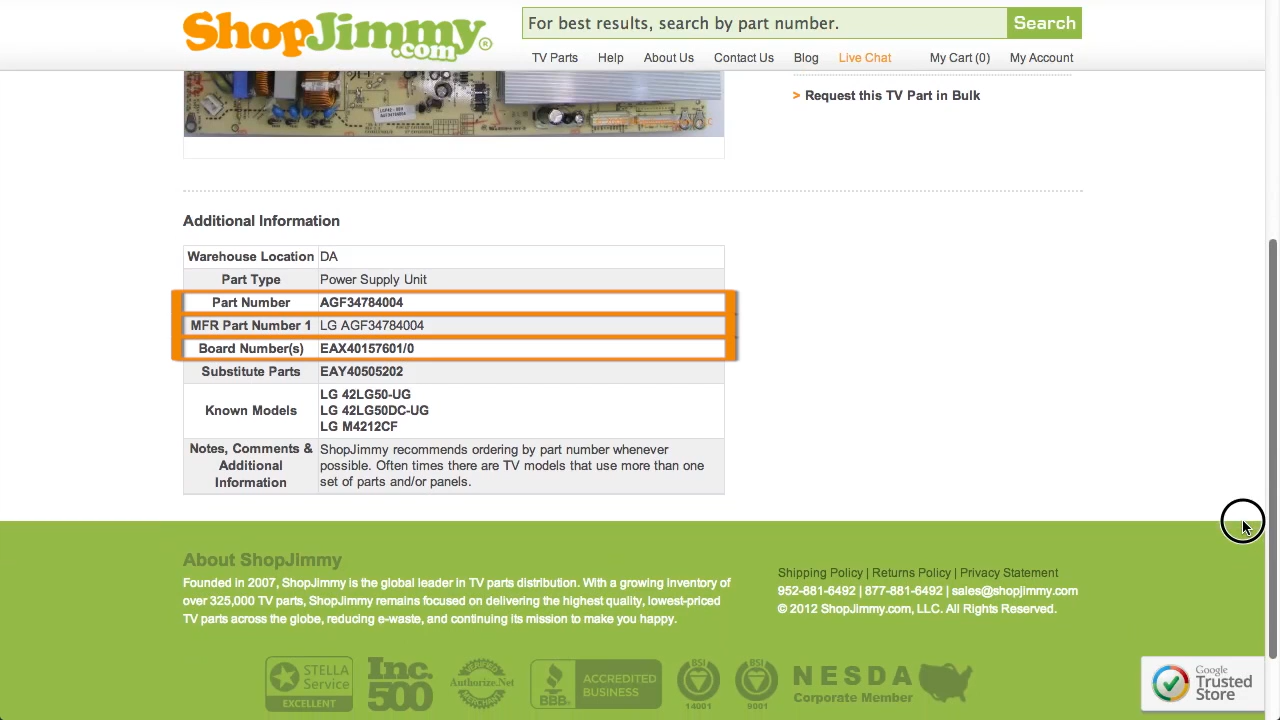 ShopJimmy.com®
For best results, search by part number.
Search
TV Parts Help About Us Contact Us Blog Live Chat My Cart (0) My Account
> Request this TV Part in Bulk
Additional Information
Warehouse Location DA
Part Type Power Supply Unit
Part Number AGF34784004
MFR Part Number 1 LG AGF34784004
Board Number(s) EAX40157601/0
Substitute Parts EAY40505202
Known Models
LG 42LG50-UG
LG 42LG50DC-UG
LG M4212CF
Notes, Comments &
Additional
Information
ShopJimmy recommends ordering by part number whenever
possible. Often times there are TV models that use more than one
set of parts and/or panels.
About ShopJimmy
Founded in 2007, ShopJimmy is the global leader in TV parts distribution. With a growing inventory of
over 325,000 TV parts, ShopJimmy remains focused on delivering the highest quality, lowest-priced
TV parts across the globe, reducing e-waste, and continuing its mission to make you happy.
Shipping Policy | Returns Policy | Privacy Statement
952-881-6492 | 877-881-6492 | sales@shopjimmy.com
© 2012 ShopJimmy.com, LLC. All Rights Reserved.
STELLA
Service
EXCELLENT
Inc.
500
Authorize.Net
BBB
ACCREDITED
BUSINESS
BSI
14001
BSI
9001
NESDA
Corporate Member
Google
Trusted
Store